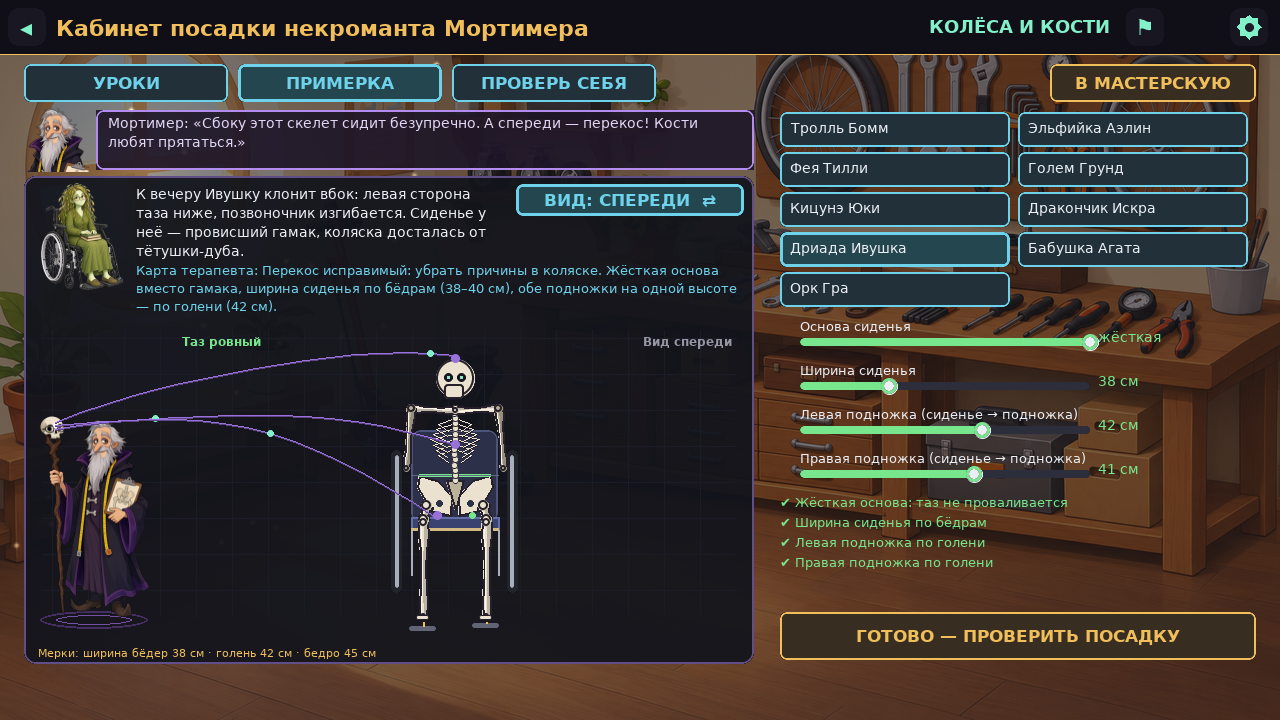 ◀ Кабинет посадки некроманта Мортимера
КОЛЁСА И КОСТИ
УРОКИ
ПРИМЕРКА
ПРОВЕРЬ СЕБЯ
В МАСТЕРСКУЮ
Мортимер: «Сбоку этот скелет сидит безупречно. А спереди — перекос! Кости
любят прятаться.»
К вечеру Ивушку клонит вбок: левая сторона
таза ниже, позвоночник изгибается. Сиденье у
неё — провисший гамак, коляска досталась от
тётушки-дуба.
ВИД: СПЕРЕДИ ⇄
Карта терапевта: Перекос исправимый: убрать причины в коляске. Жёсткая основа
вместо гамака, ширина сиденья по бёдрам (38–40 см), обе подножки на одной высоте
— по голени (42 см).
Таз ровный
Вид спереди
Мерки: ширина бёдер 38 см · голень 42 см · бедро 45 см
Тролль Бомм
Эльфийка Аэлин
Фея Тилли
Голем Грунд
Кицунэ Юки
Дракончик Искра
Дриада Ивушка
Бабушка Агата
Орк Гра
Основа сиденья
жёсткая
Ширина сиденья
38 см
Левая подножка (сиденье → подножка)
42 см
Правая подножка (сиденье → подножка)
41 см
✔ Жёсткая основа: таз не проваливается
✔ Ширина сиденья по бёдрам
✔ Левая подножка по голени
✔ Правая подножка по голени
ГОТОВО — ПРОВЕРИТЬ ПОСАДКУ